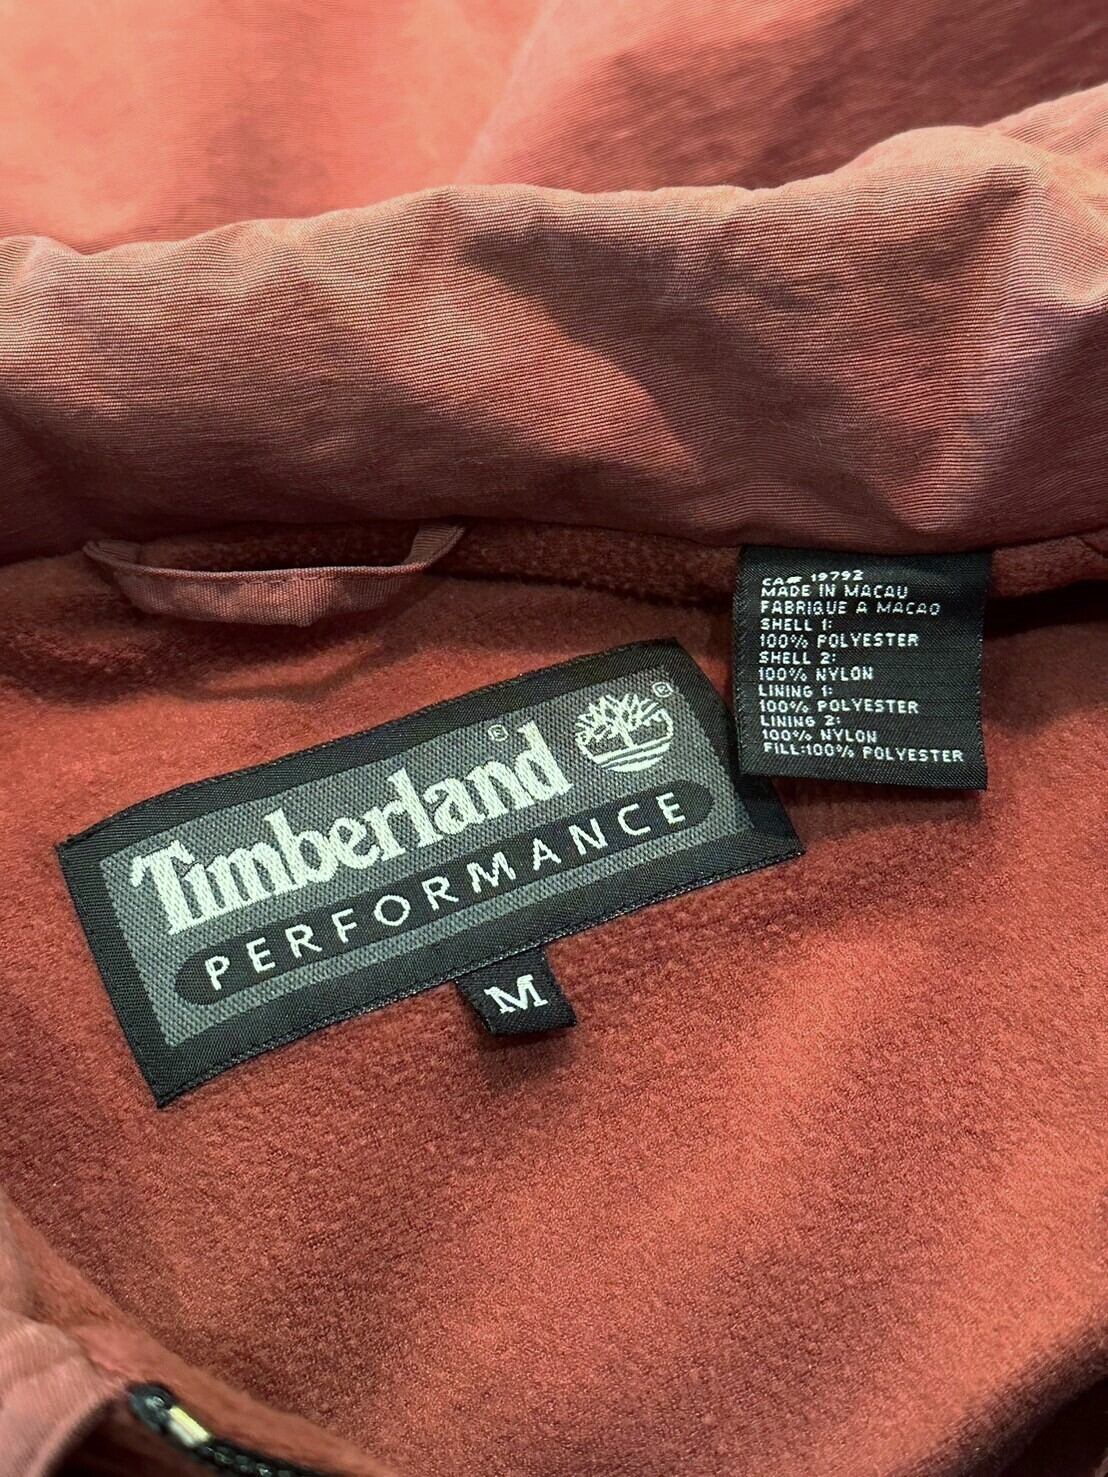 CA# 19792
MADE IN MACAU
FABRIQUE A MACAO
SHELL 1:
100% POLYESTER
SHELL 2:
100% NYLON
LINING 1:
100% POLYESTER
LINING 2:
100% NYLON
FILL:100% POLYESTER
Timberland® ®
PERFORMANCE
M